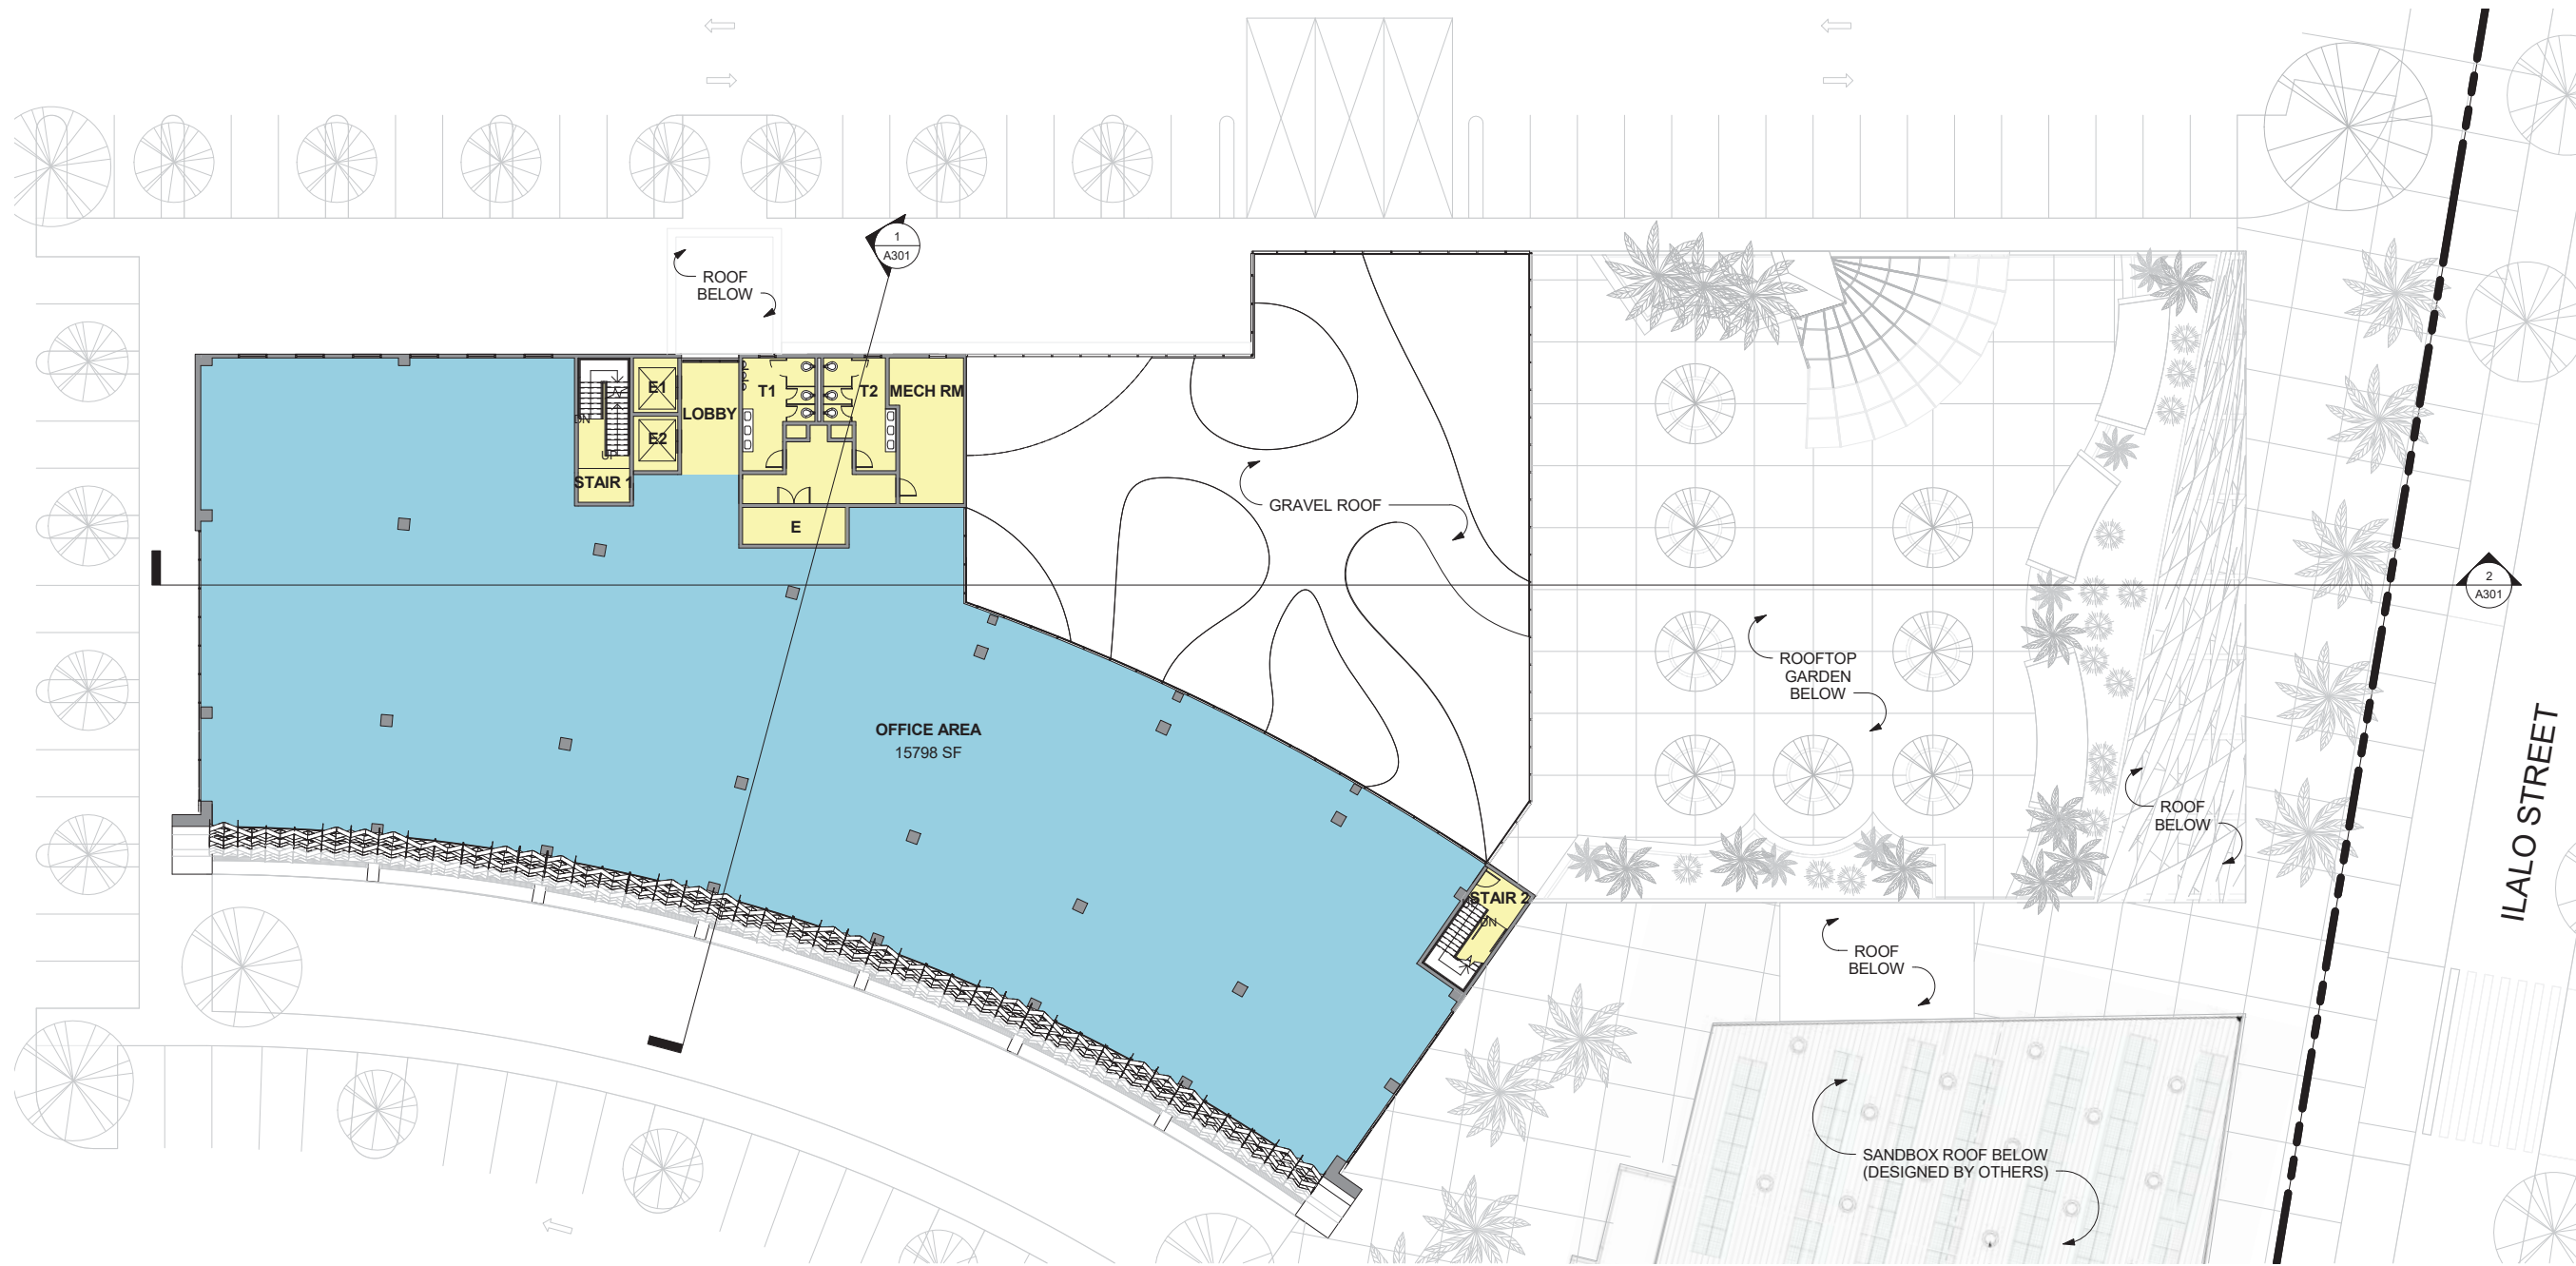 1
A301
ROOF
BELOW
E1
T1
T2
MECH RM
LOBBY
E2
DN
UP
STAIR 1
GRAVEL ROOF
E
2
A301
ROOFTOP
GARDEN
BELOW
OFFICE AREA
15798 SF
ILALO STREET
ROOF
BELOW
STAIR 2
DN
ROOF
BELOW
SANDBOX ROOF BELOW
(DESIGNED BY OTHERS)